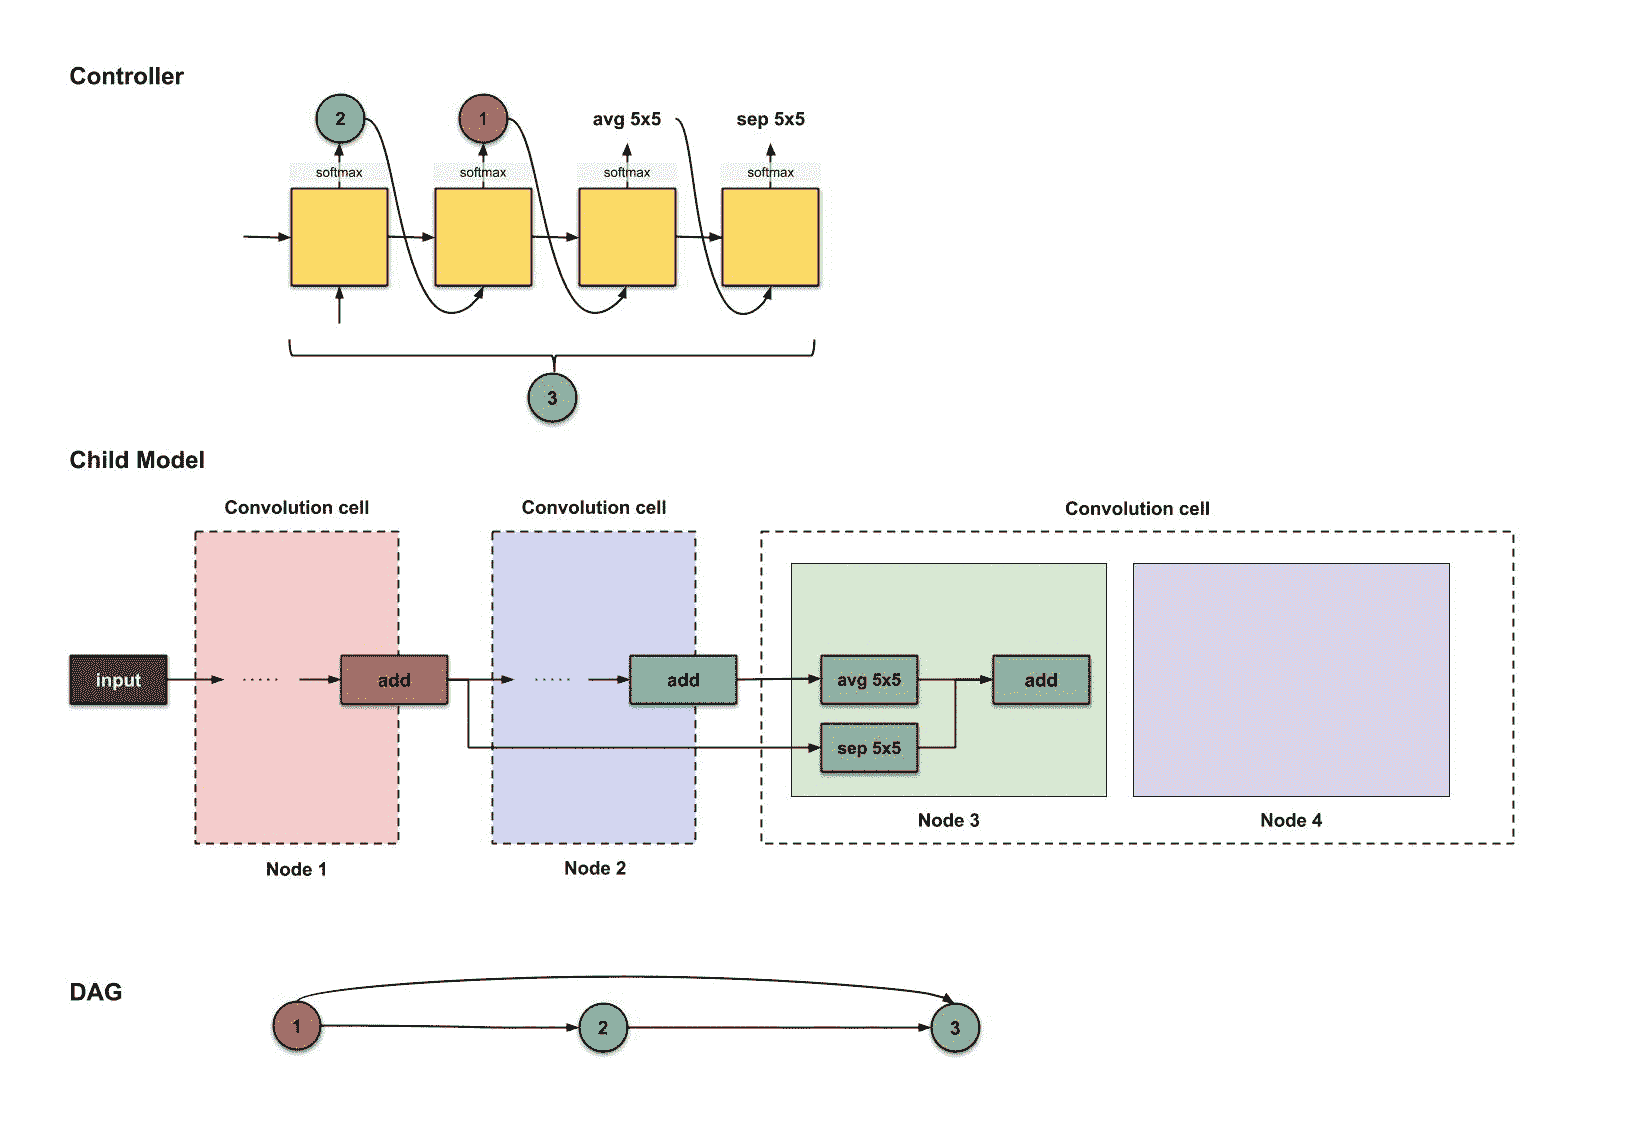 Controller
2
1
avg 5x5
sep 5x5
softmax
softmax
softmax
softmax
3
Child Model
Convolution cell
Convolution cell
Convolution cell
input
.....
add
.....
add
avg 5x5
add
sep 5x5
Node 3
Node 4
Node 1
Node 2
DAG
1
2
3